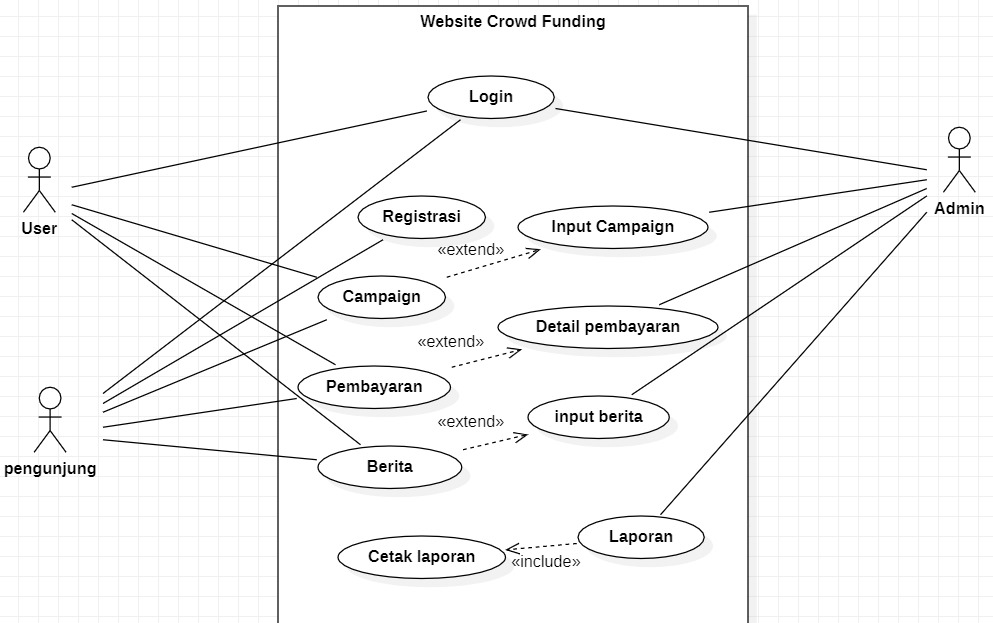 Website Crowd Funding
Login
User
Admin
Registrasi
Input Campaign
«extend»
Campaign
Detail pembayaran
«extend»
Pembayaran
«extend»
input berita
pengunjung
Berita
Laporan
Cetak laporan
«include»